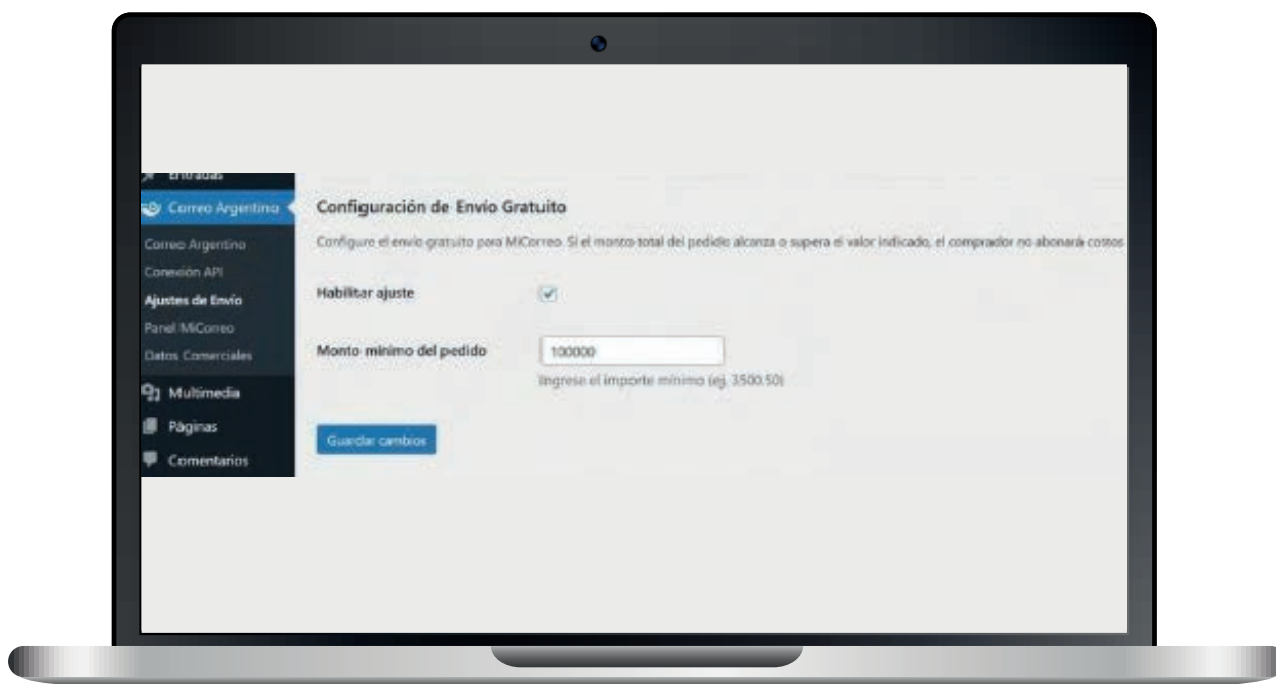 Entradas
Correo Argentino
Correo Argentino
Conexión API
Ajustes de Envío
Panel MiCorreo
Datos Comerciales
Multimedia
Páginas
Comentarios
Configuración de Envío Gratuito
Configure el envío gratuito para MiCorreo. Si el monto total del pedido alcanza o supera el valor indicado, el comprador no abonará costos
Habilitar ajuste
Monto mínimo del pedido
100000
Ingrese el importe mínimo (ej. 3500.50)
Guardar cambios